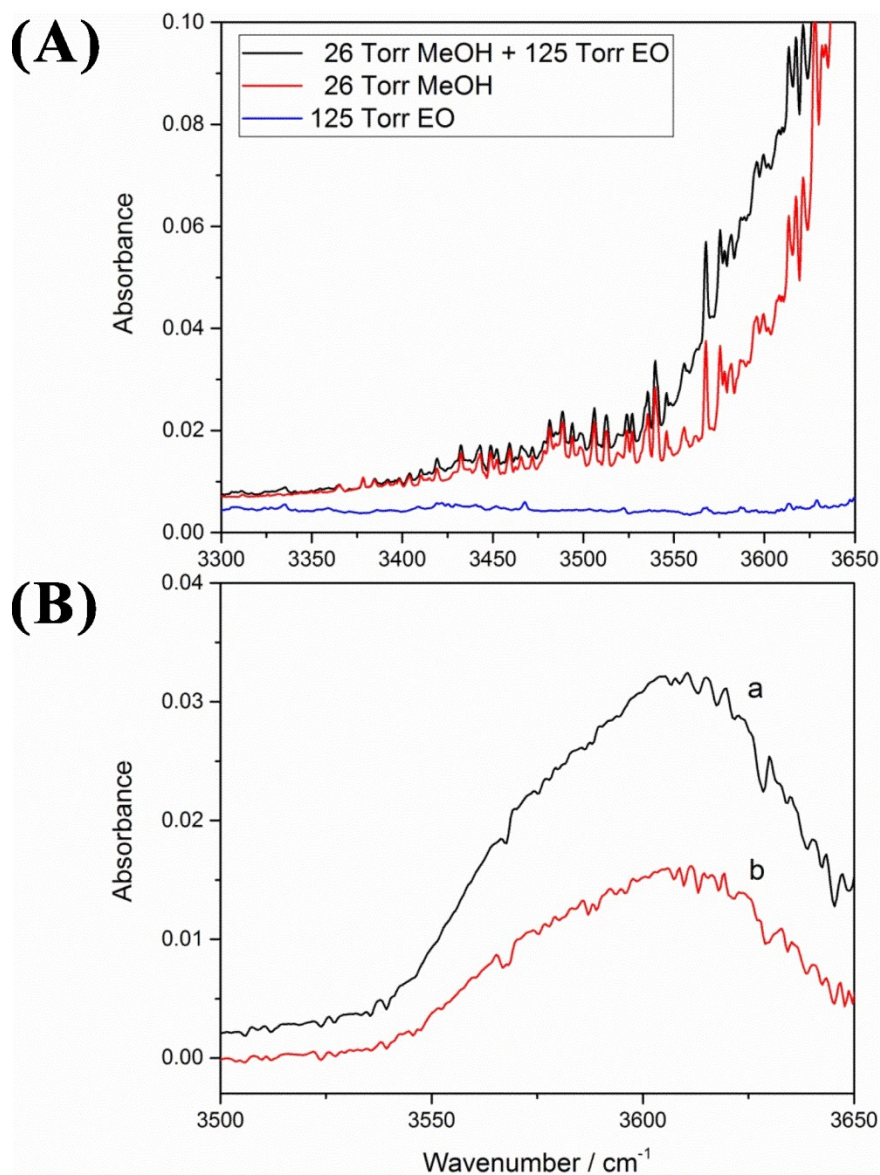 (A)
0.10
0.08
0.06
0.04
0.02
0.00
Absorbance
26 Torr MeOH + 125 Torr EO
26 Torr MeOH
125 Torr EO
3300 3350 3400 3450 3500 3550 3600 3650
(B)
0.04
0.03
0.02
0.01
0.00
Absorbance
a
b
3500 3550 3600 3650
Wavenumber / cm⁻¹